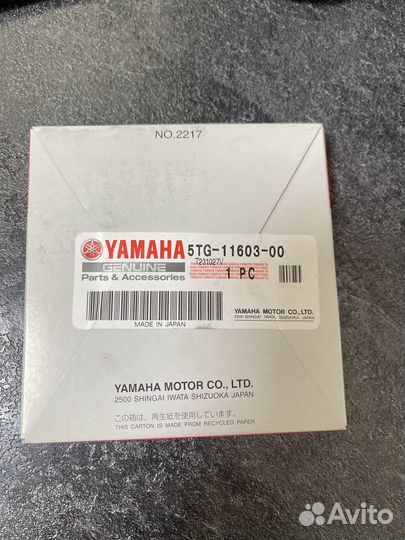 NO.2217
YAMAHA 5TG-11603-00
GENUINE T231027V
Parts & Accessories 1 PC
MADE IN JAPAN
YAMAHA MOTOR CO., LTD.
2500 SHINGAI, IWATA, SHIZUOKA, JAPAN
YAMAHA MOTOR CO., LTD.
2500 SHINGAI IWATA SHIZUOKA JAPAN
この箱は、再生紙を使用しています。
THIS CARTON IS MADE FROM RECYCLED PAPER
Avito